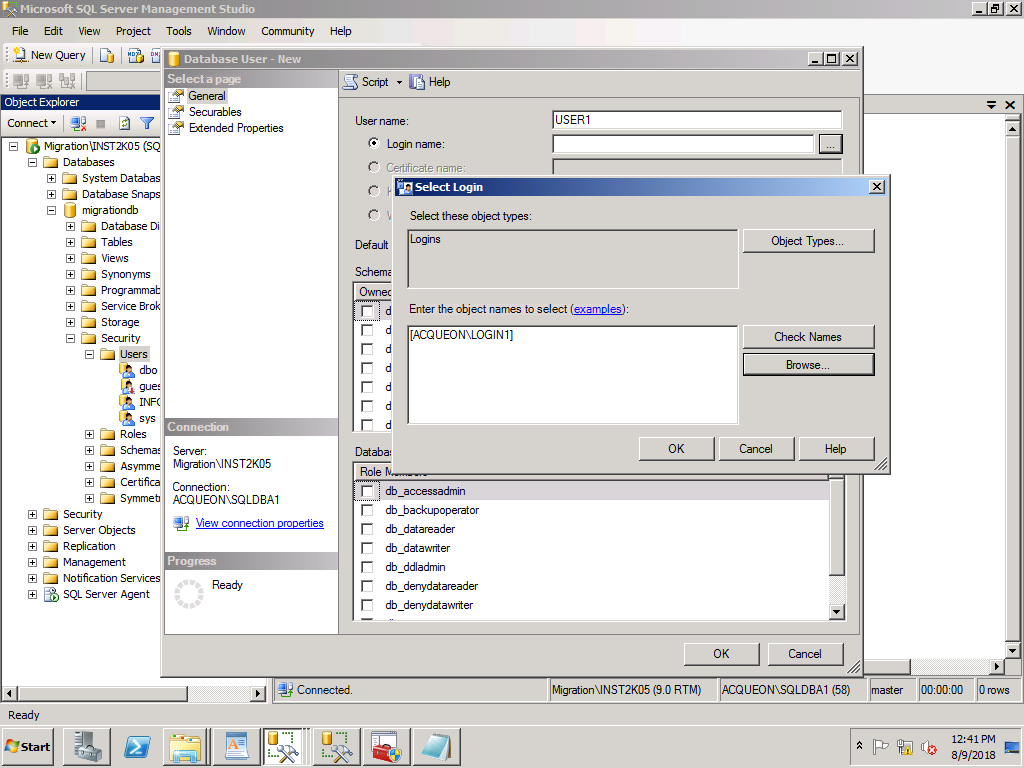 Microsoft SQL Server Management Studio
File Edit View Project Tools Window Community Help
New Query
Database User - New
Select a page
General
Securables
Extended Properties
Script Help
Object Explorer
Connect
Migration\INST2K05 (SQ
Databases
System Databas
Database Snaps
migrationdb
Database Di
Tables
Views
Synonyms
Programmab
Service Brok
Storage
Security
Users
dbo
gues
INFO
sys
Roles
Schemas
Asymme
Certifica
Symmetr
Security
Server Objects
Replication
Management
Notification Services
SQL Server Agent
User name: USER1
Login name: ...
Certificate name:
Default
Schema
Owned
Select Login
Select these object types:
Logins
Object Types...
Enter the object names to select (examples):
[ACQUEON\LOGIN1]
Check Names
Browse...
OK Cancel Help
Databas
Role Members
db_accessadmin
db_backupoperator
db_datareader
db_datawriter
db_ddladmin
db_denydatareader
db_denydatawriter
Connection
Server:
Migration\INST2K05
Connection:
ACQUEON\SQLDBA1
View connection properties
Progress
Ready
OK Cancel
Connected. Migration\INST2K05 (9.0 RTM) ACQUEON\SQLDBA1 (58) master 00:00:00 0 rows
Ready
Start
12:41 PM
8/9/2018